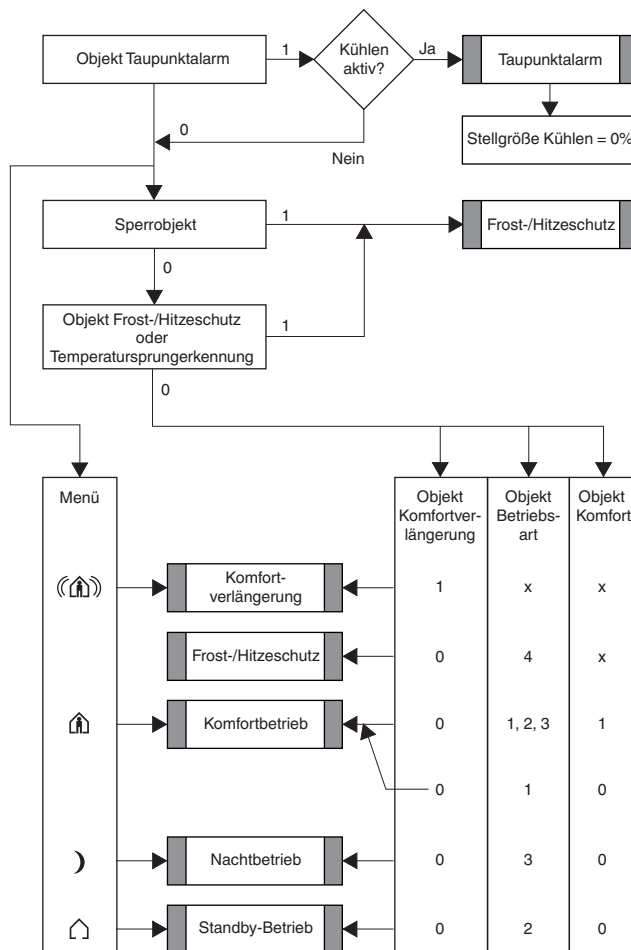 Objekt Taupunktalarm
1
Kühlen
aktiv?
Ja
Taupunktalarm
0
Nein
Stellgröße Kühlen = 0%
Sperrobjekt
1
Frost-/Hitzeschutz
0
Objekt Frost-/Hitzeschutz
oder
Temperatursprungerkennung
1
0
Menü
Objekt
Komfortver-
längerung
Objekt
Betriebs-
art
Objekt
Komfort
Komfort-
verlängerung
1 x x
Frost-/Hitzeschutz
0 4 x
Komfortbetrieb
0 1, 2, 3 1
0 1 0
Nachtbetrieb
0 3 0
Standby-Betrieb
0 2 0